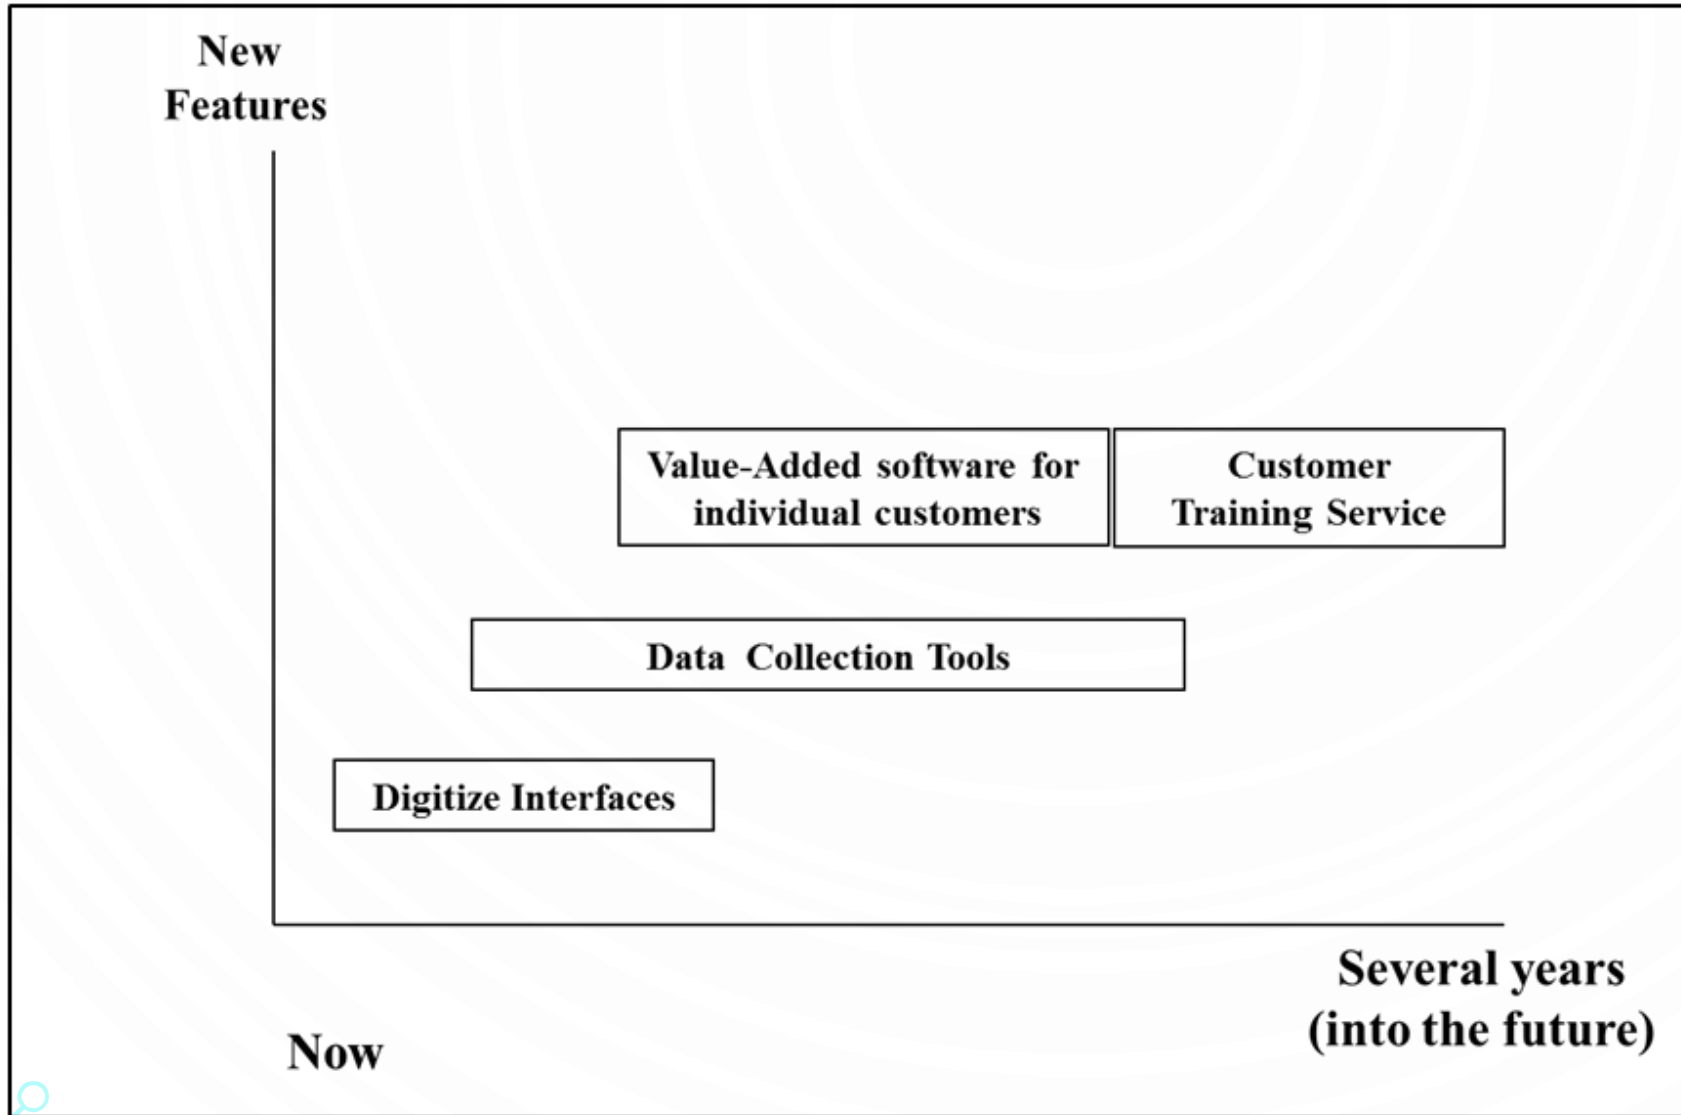 New
Features
Value-Added software for
individual customers
Customer
Training Service
Data Collection Tools
Digitize Interfaces
Several years
(into the future)
Now